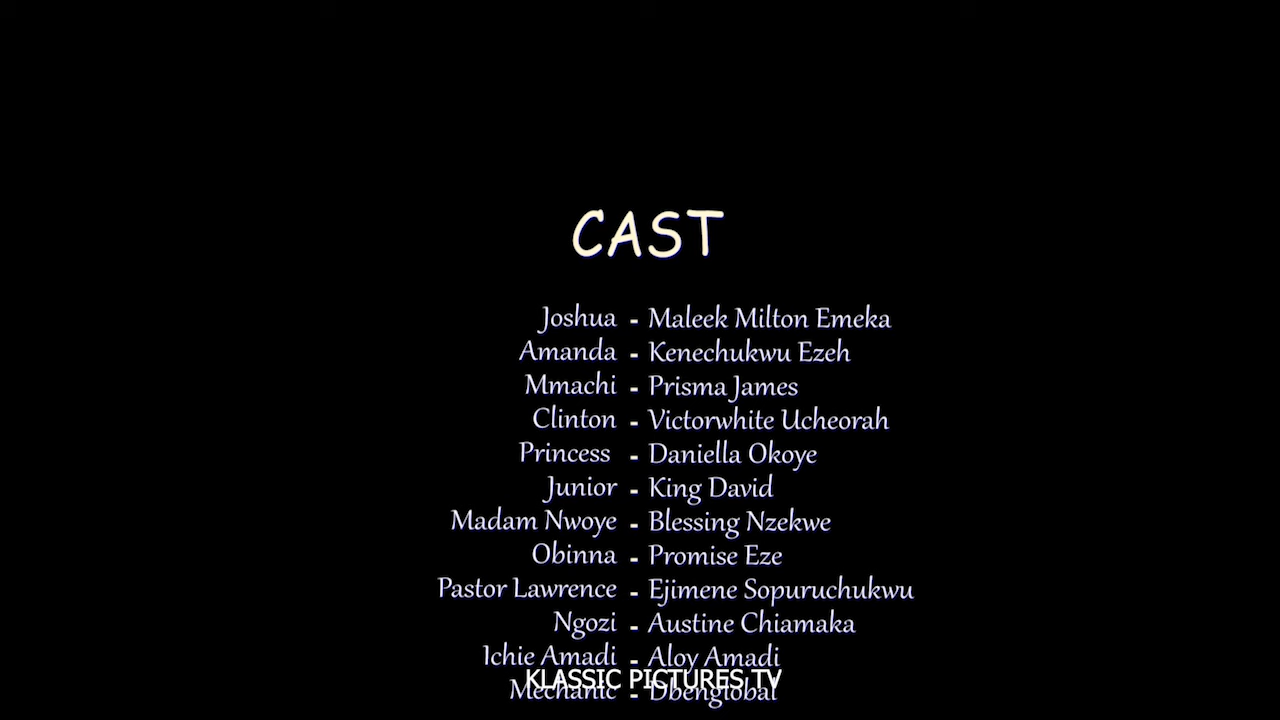 CAST
Joshua - Maleek Milton Emeka
Amanda - Kenechukwu Ezeh
Mmachi - Prisma James
Clinton - Victorwhite Ucheorah
Princess - Daniella Okoye
Junior - King David
Madam Nwoye - Blessing Nzekwe
Obinna - Promise Eze
Pastor Lawrence - Ejimene Sopuruchukwu
Ngozi - Austine Chiamaka
Ichie Amadi - Aloy Amadi
KLASSIC PICTURES TV
Mechanic -